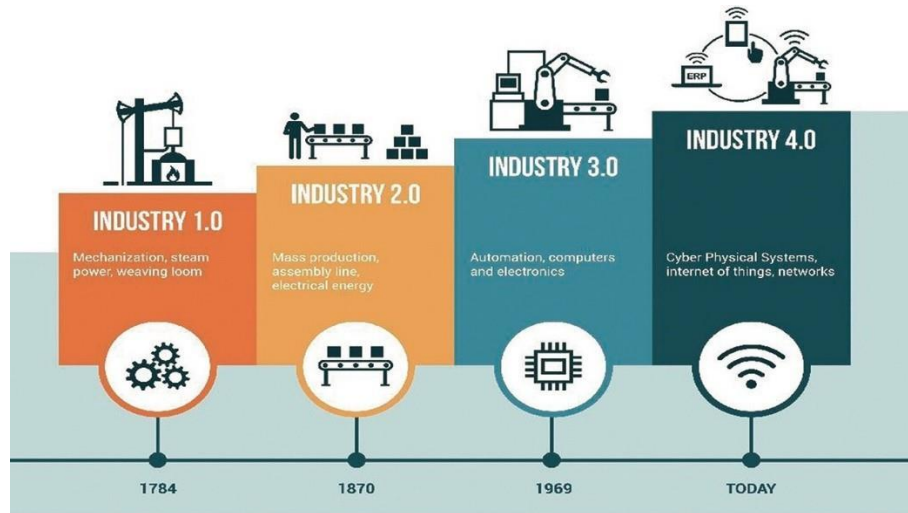 ERP
INDUSTRY 1.0
Mechanization, steam
power, weaving loom
INDUSTRY 2.0
Mass production,
assembly line,
electrical energy
INDUSTRY 3.0
Automation, computers
and electronics
INDUSTRY 4.0
Cyber Physical Systems,
internet of things, networks
1784
1870
1969
TODAY